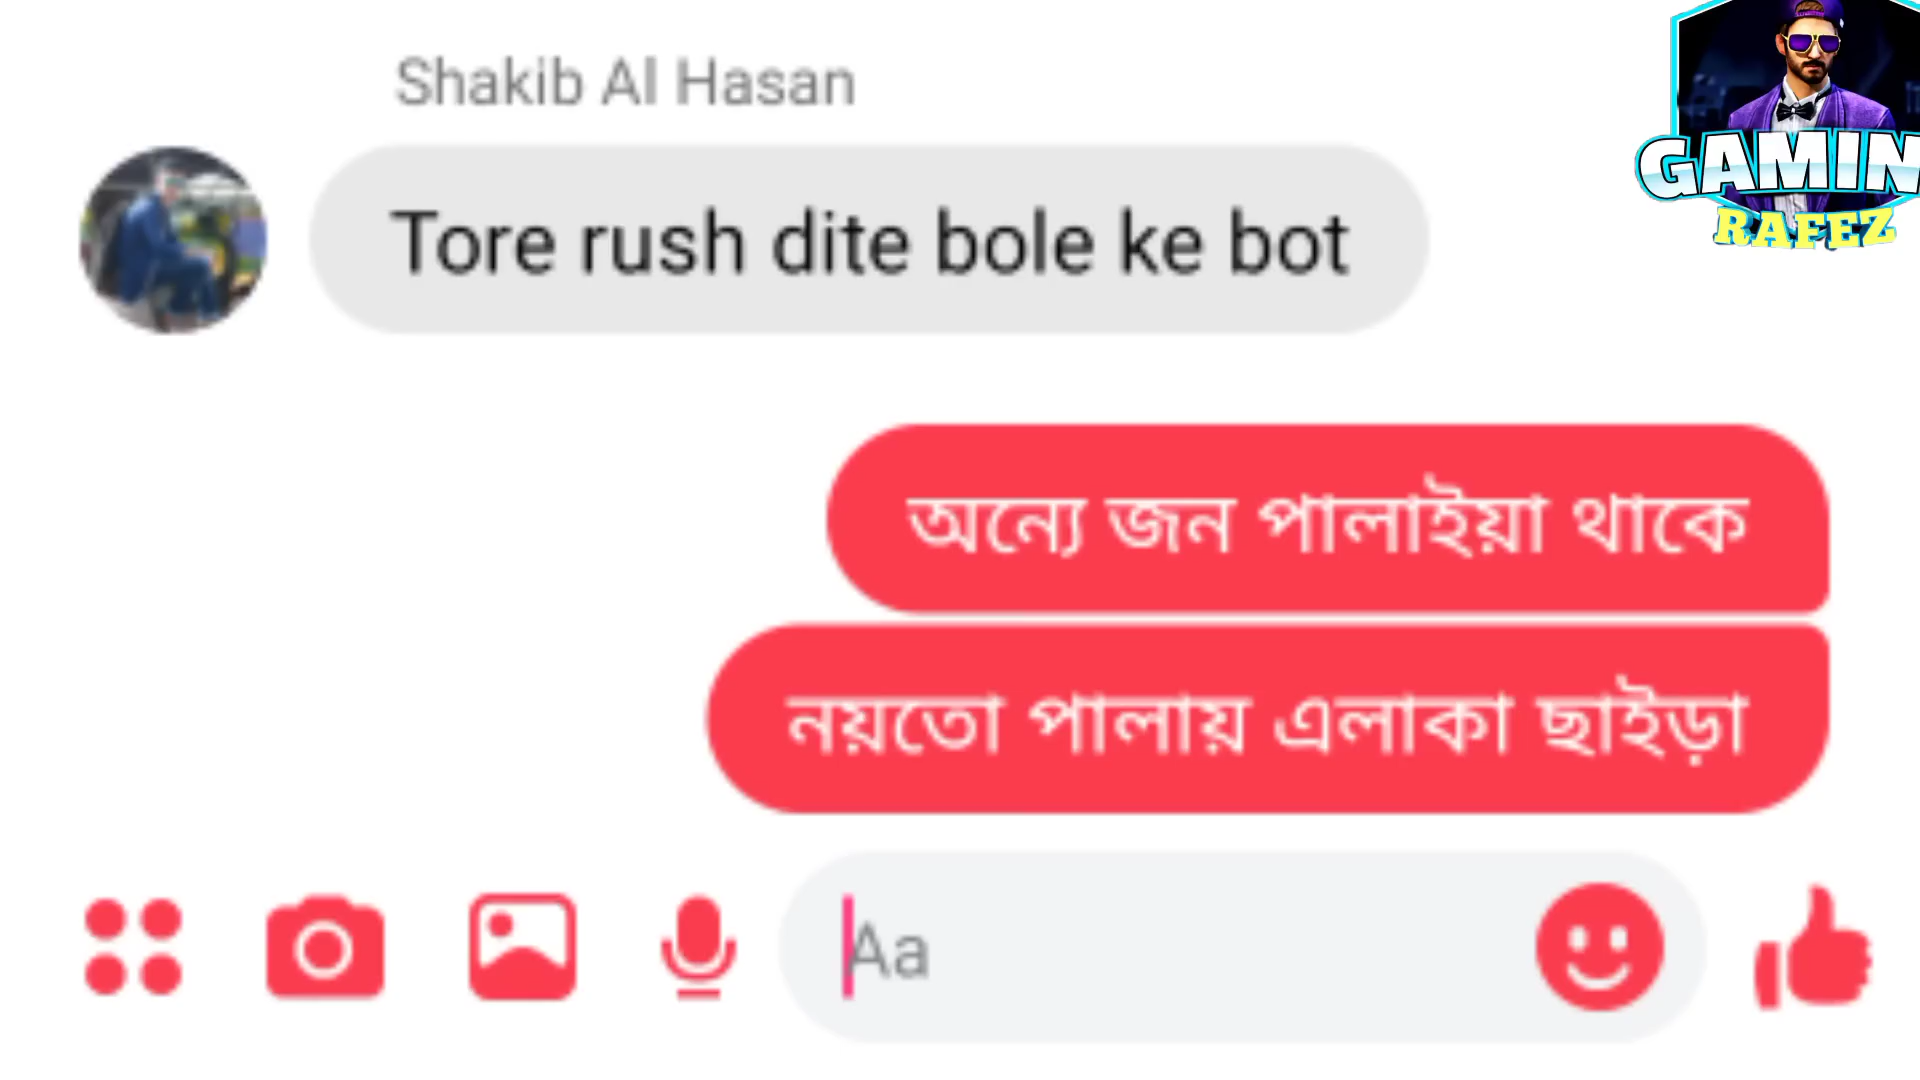 Shakib Al Hasan
GAMIN
RAFEZ
Tore rush dite bole ke bot
অন্যে জন পালাইয়া থাকে
নয়তো পালায় এলাকা ছাইড়া
Aa